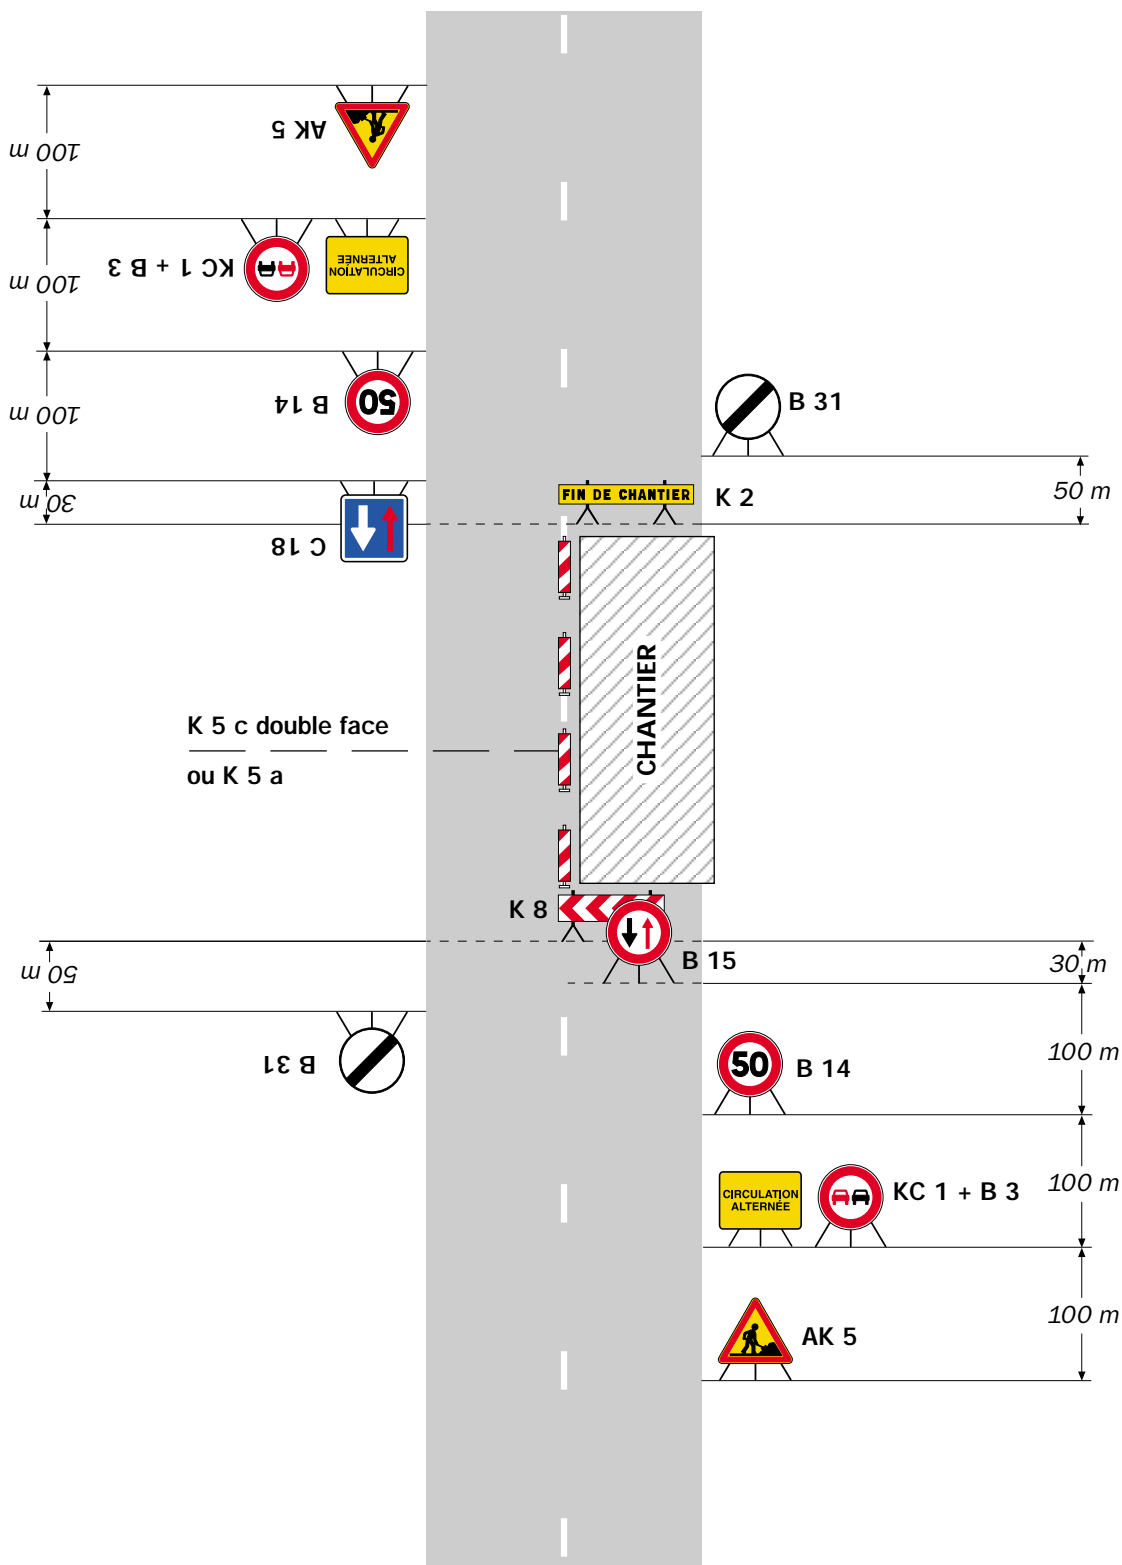 AK 5
100 m
KC 1 + B 3
CIRCULATION
ALTERNÉE
100 m
B 14
50
100 m
B 31
30 m
C 18
FIN DE CHANTIER
K 2
50 m
CHANTIER
K 5 c double face
ou K 5 a
K 8
B 15
50 m
30 m
B 31
50
B 14
100 m
CIRCULATION
ALTERNÉE
KC 1 + B 3
100 m
AK 5
100 m